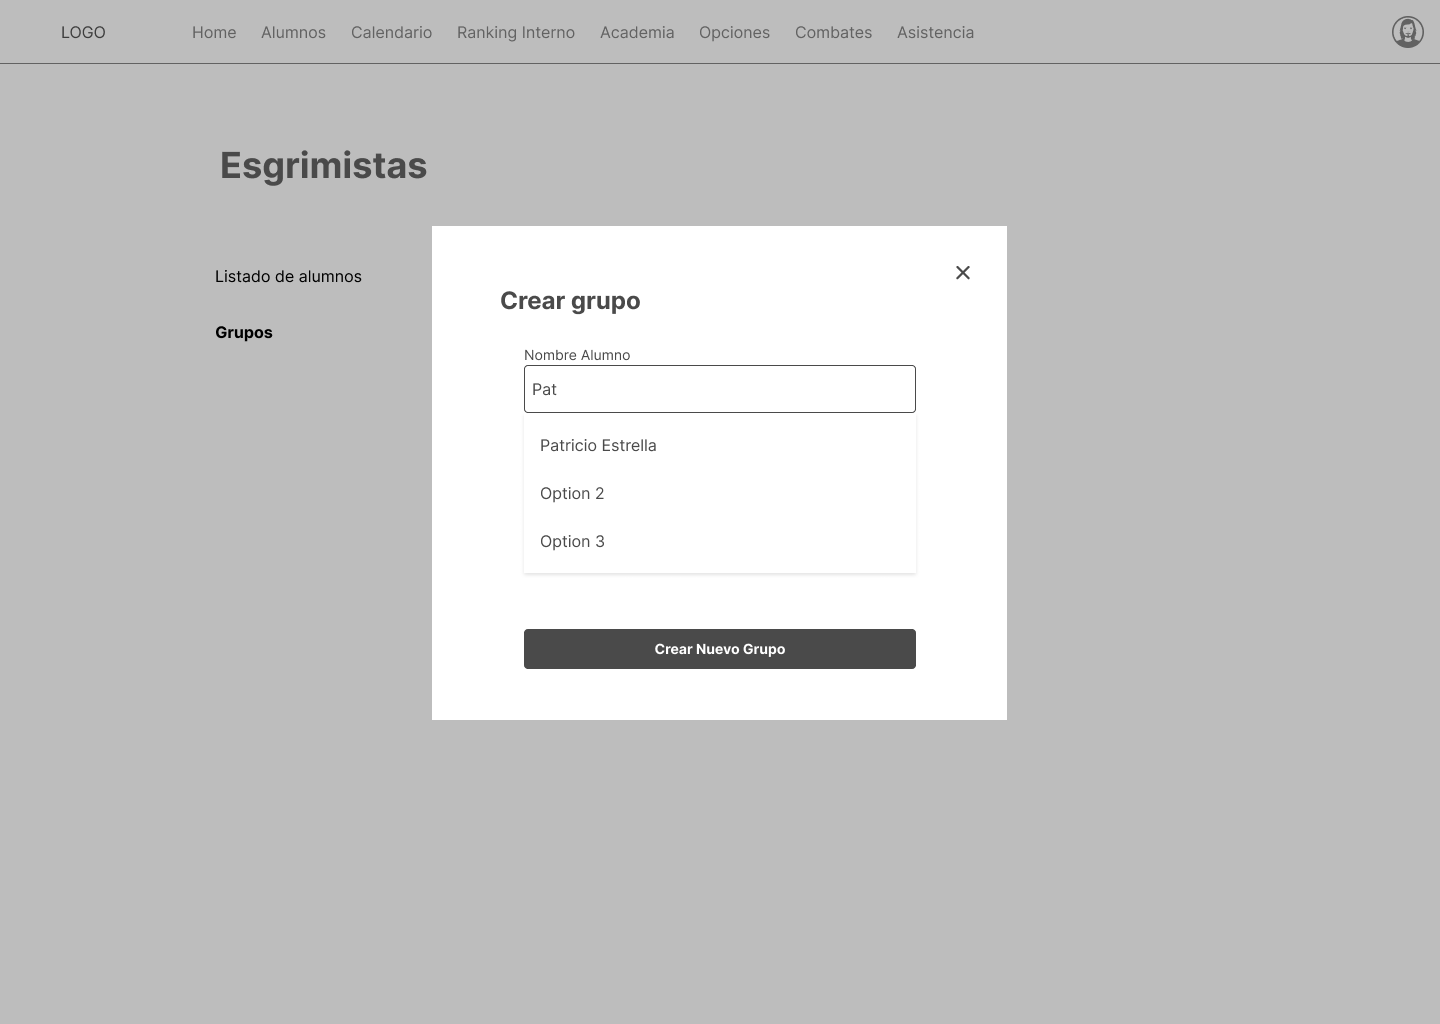 LOGO
Home Alumnos Calendario Ranking Interno Academia Opciones Combates Asistencia
Esgrimistas
Listado de alumnos
Grupos
Crear grupo
Nombre Alumno
Pat
Patricio Estrella
Option 2
Option 3
Crear Nuevo Grupo